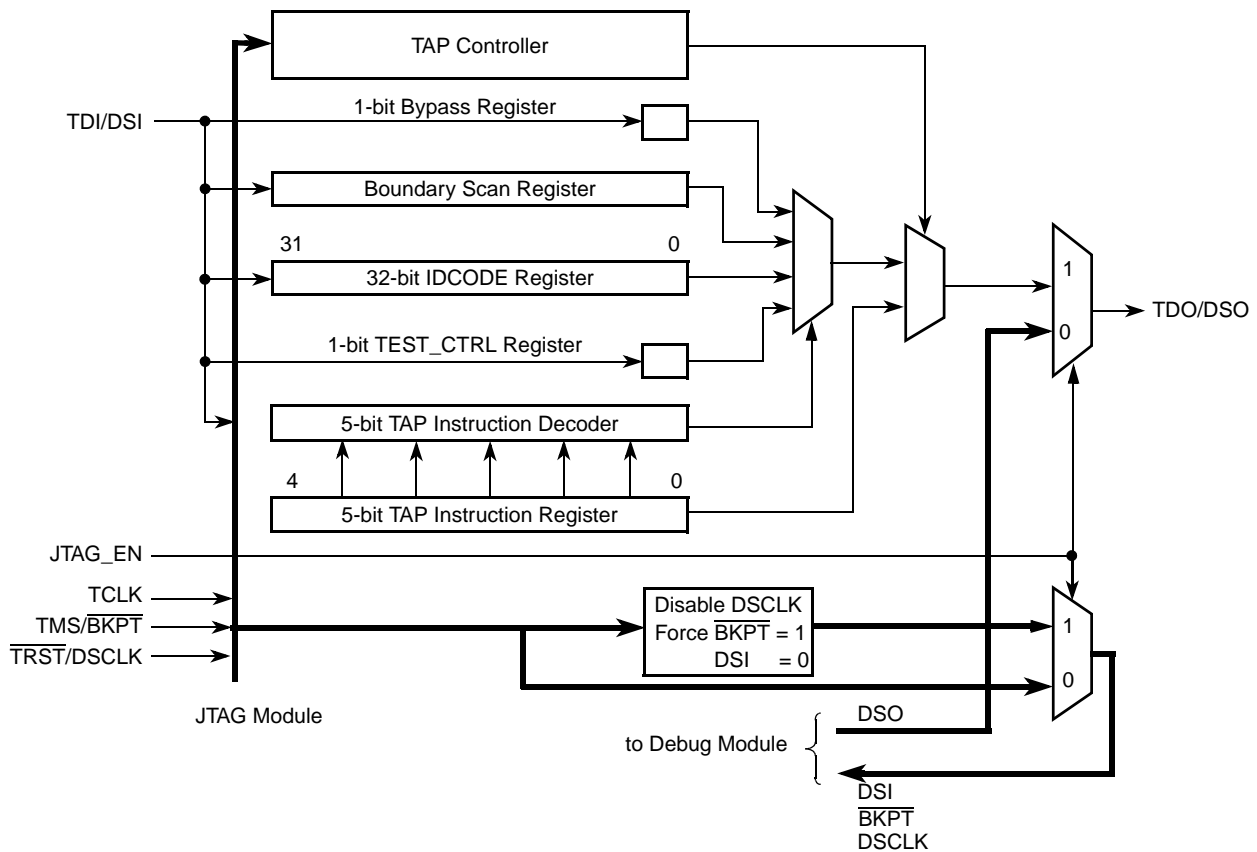 TAP Controller
1-bit Bypass Register
TDI/DSI
Boundary Scan Register
31 0
32-bit IDCODE Register
1
TDO/DSO
0
1-bit TEST_CTRL Register
5-bit TAP Instruction Decoder
4 0
5-bit TAP Instruction Register
JTAG_EN
TCLK
TMS/BKPT
TRST/DSCLK
Disable DSCLK
Force BKPT = 1
DSI = 0
1
0
JTAG Module
DSO
to Debug Module
DSI
BKPT
DSCLK